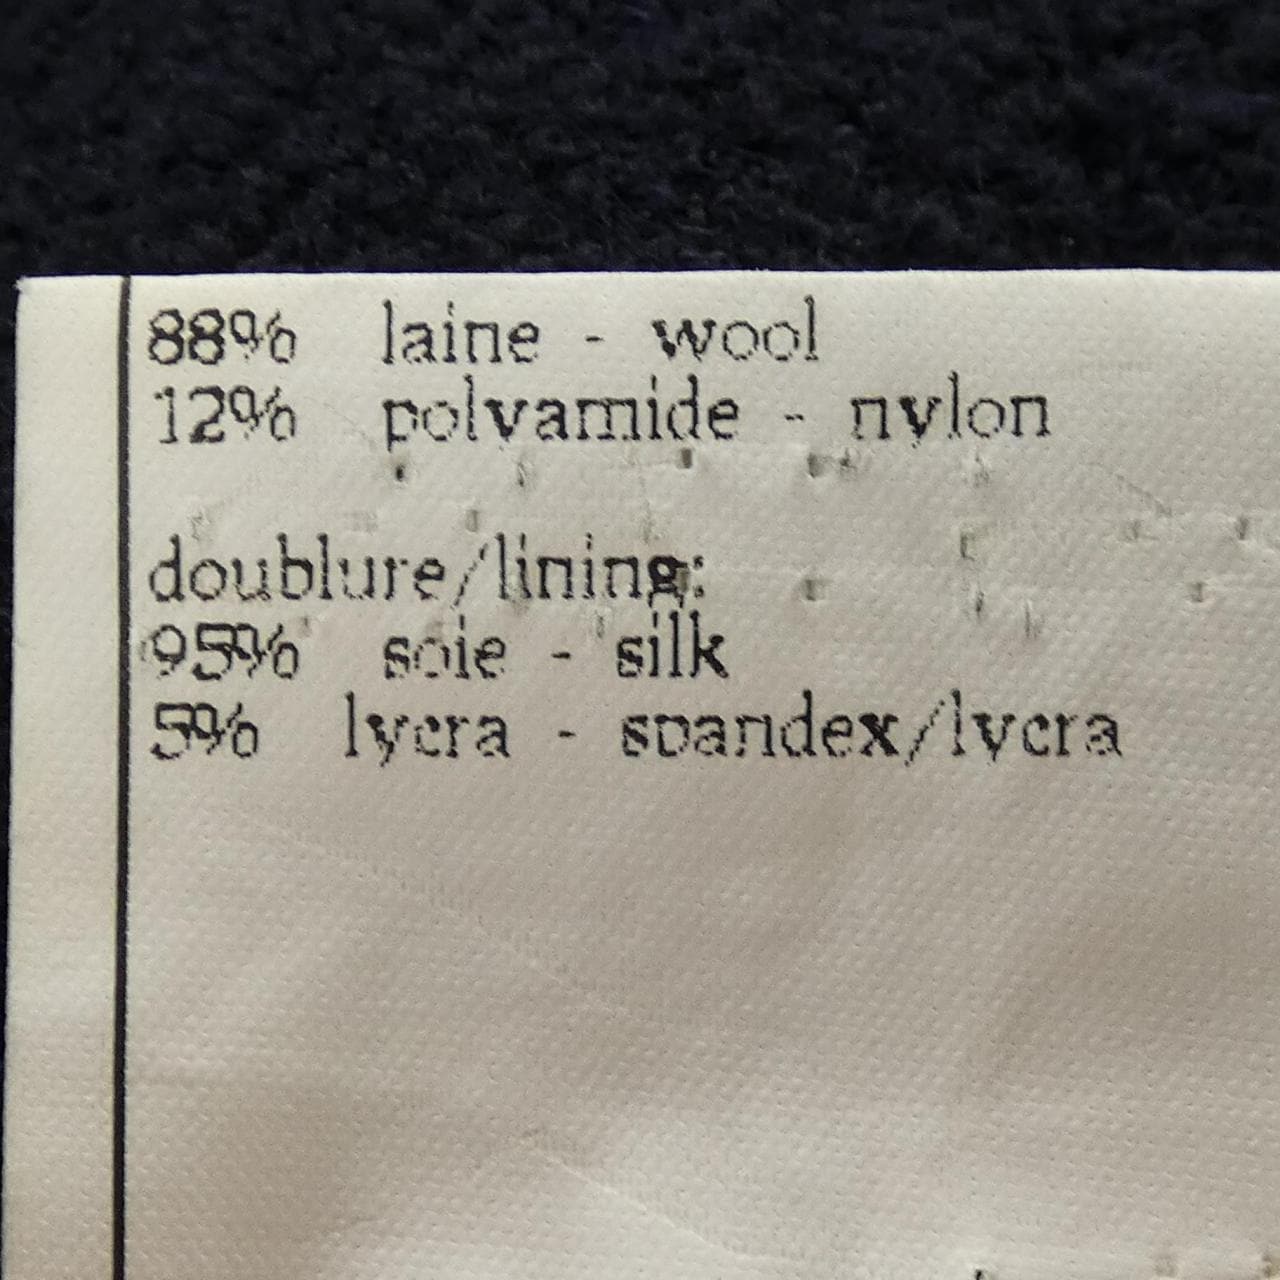 88% laine - wool
12% polyamide - nylon
doublure/lining:
95% soie - silk
5% lycra - spandex/lycra